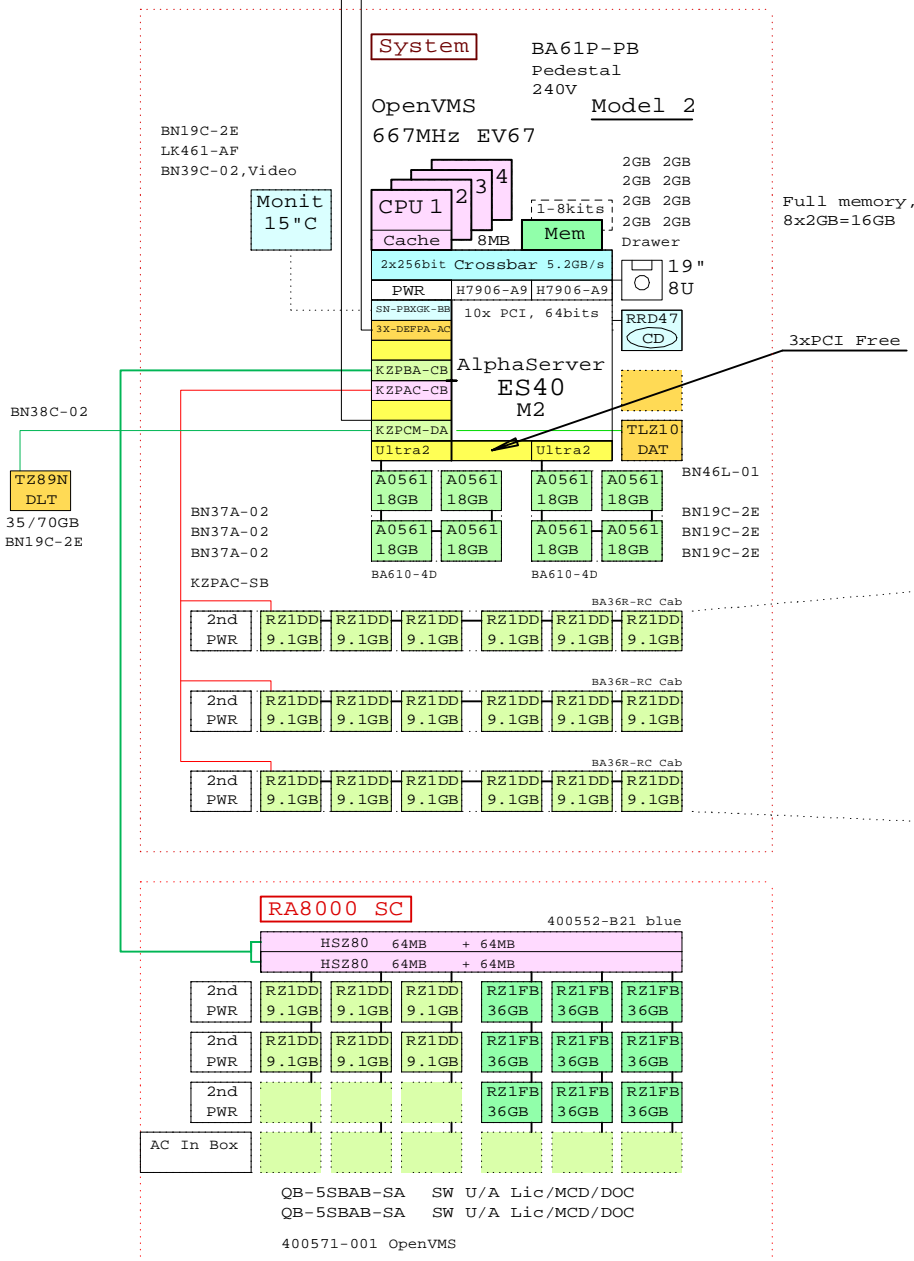 System
BA61P-PB
Pedestal
240V
Model 2
OpenVMS
667MHz EV67
BN19C-2E
LK461-AF
BN39C-02,Video
Monit
15"C
CPU 1
2
3
4
Cache
8MB
1-8kits
Mem
2GB 2GB
2GB 2GB
2GB 2GB
2GB 2GB
Drawer
Full memory,
8x2GB=16GB
2x256bit Crossbar 5.2GB/s
19"
8U
PWR
H7906-A9
H7906-A9
SN-PBXGK-BB
10x PCI, 64bits
RRD47
CD
3X-DEFPA-AC
3xPCI Free
KZPBA-CB
AlphaServer
KZPAC-CB
ES40
M2
BN38C-02
KZPCM-DA
TLZ10
DAT
Ultra2
Ultra2
TZ89N
DLT
35/70GB
BN19C-2E
A0561
18GB
A0561
18GB
A0561
18GB
A0561
18GB
BN46L-01
BN37A-02
BN37A-02
BN37A-02
A0561
18GB
A0561
18GB
A0561
18GB
A0561
18GB
BN19C-2E
BN19C-2E
BN19C-2E
BA610-4D
BA610-4D
KZPAC-SB
BA36R-RC Cab
2nd RZ1DD RZ1DD RZ1DD RZ1DD RZ1DD RZ1DD
PWR 9.1GB 9.1GB 9.1GB 9.1GB 9.1GB 9.1GB
BA36R-RC Cab
2nd RZ1DD RZ1DD RZ1DD RZ1DD RZ1DD RZ1DD
PWR 9.1GB 9.1GB 9.1GB 9.1GB 9.1GB 9.1GB
BA36R-RC Cab
2nd RZ1DD RZ1DD RZ1DD RZ1DD RZ1DD RZ1DD
PWR 9.1GB 9.1GB 9.1GB 9.1GB 9.1GB 9.1GB
RA8000 SC
400552-B21 blue
HSZ80 64MB + 64MB
HSZ80 64MB + 64MB
2nd RZ1DD RZ1DD RZ1DD RZ1FB RZ1FB RZ1FB
PWR 9.1GB 9.1GB 9.1GB 36GB 36GB 36GB
2nd RZ1DD RZ1DD RZ1DD RZ1FB RZ1FB RZ1FB
PWR 9.1GB 9.1GB 9.1GB 36GB 36GB 36GB
2nd RZ1FB RZ1FB RZ1FB
PWR 36GB 36GB 36GB
AC In Box
QB-5SBAB-SA SW U/A Lic/MCD/DOC
QB-5SBAB-SA SW U/A Lic/MCD/DOC
400571-001 OpenVMS